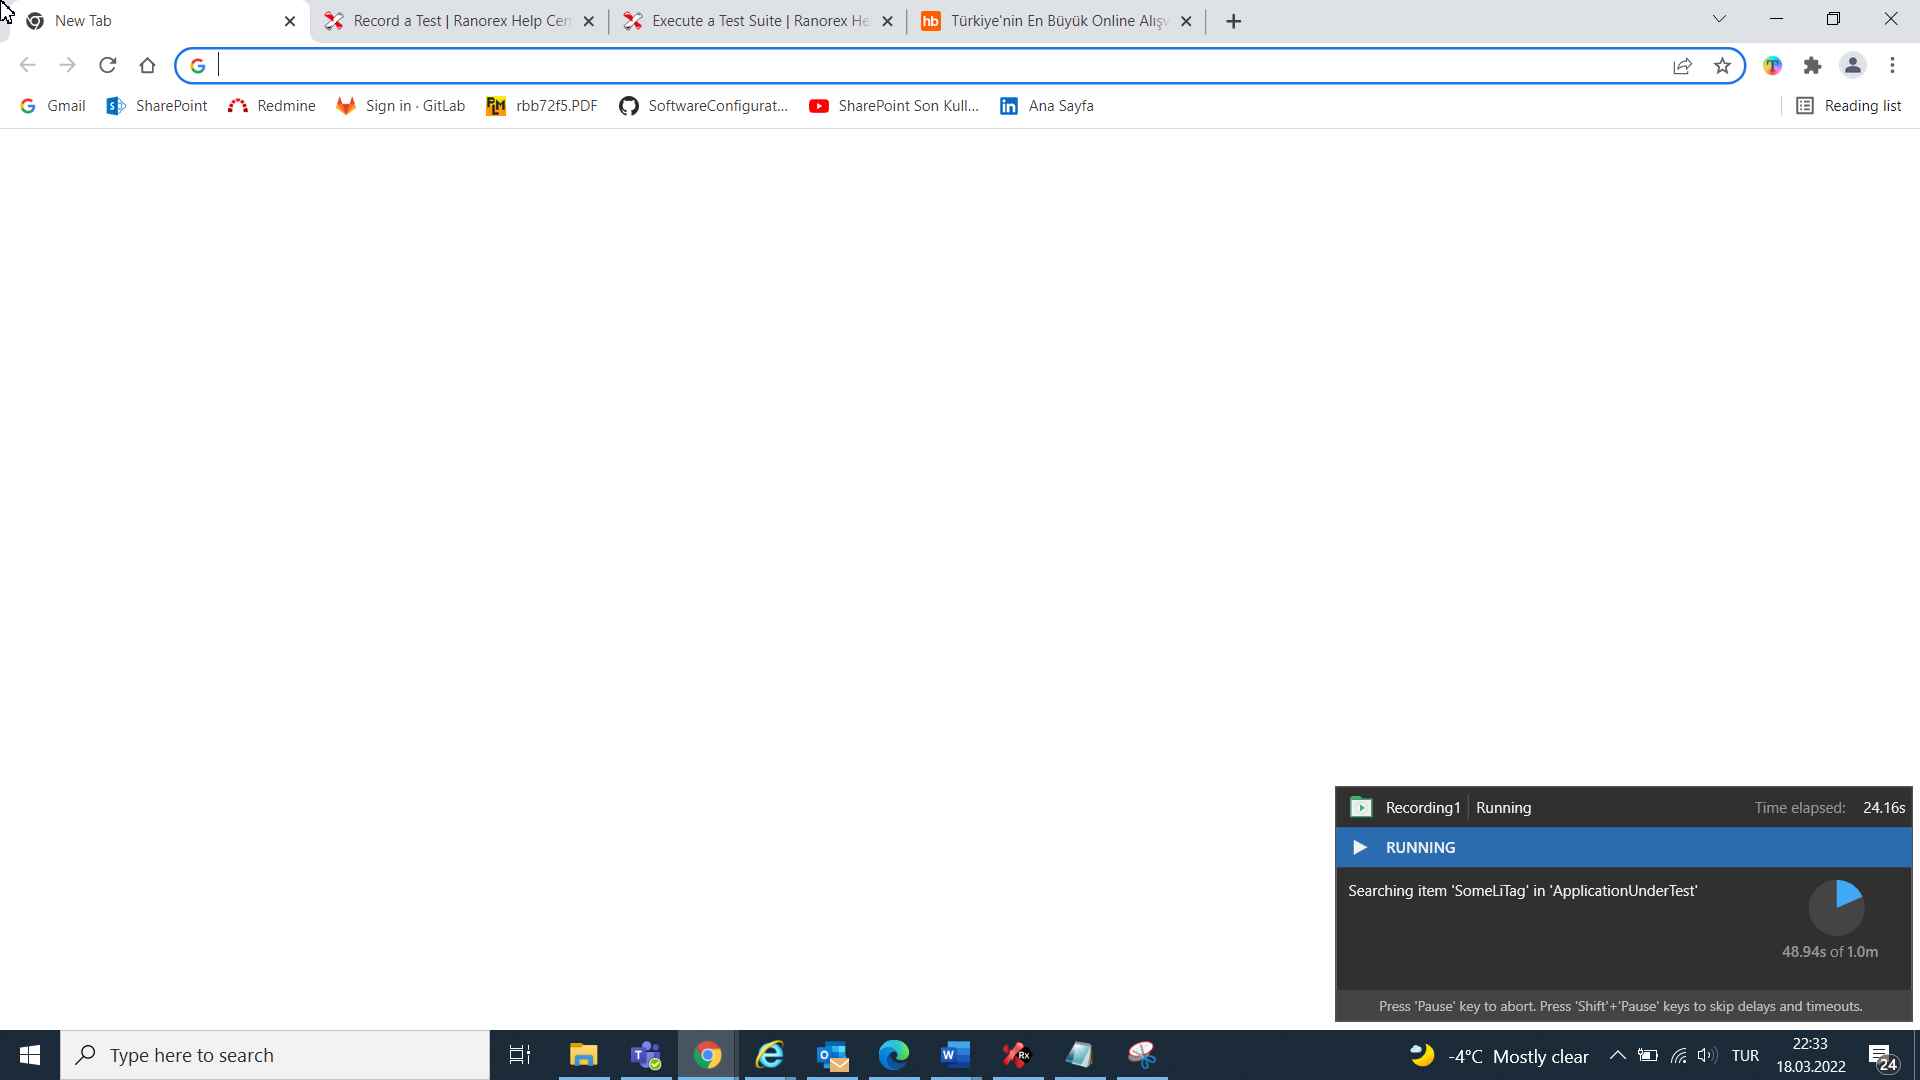 New Tab
Record a Test | Ranorex Help Cen
Execute a Test Suite | Ranorex He
hb Türkiye'nin En Büyük Online Alışv
Gmail
SharePoint
Redmine
Sign in · GitLab
PLM rbb72f5.PDF
SoftwareConfigurat...
SharePoint Son Kull...
Ana Sayfa
Reading list
Recording1 Running Time elapsed: 24.16s
RUNNING
Searching item 'SomeLiTag' in 'ApplicationUnderTest'
48.94s of 1.0m
Press 'Pause' key to abort. Press 'Shift'+'Pause' keys to skip delays and timeouts.
Type here to search
-4°C Mostly clear
TUR
22:33
18.03.2022
24